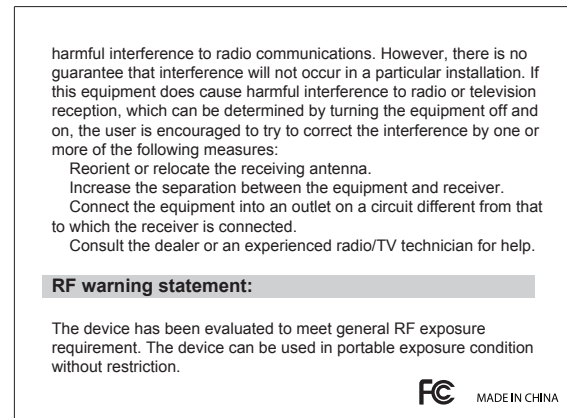 harmful interference to radio communications. However, there is no
guarantee that interference will not occur in a particular installation. If
this equipment does cause harmful interference to radio or television
reception, which can be determined by turning the equipment off and
on, the user is encouraged to try to correct the interference by one or
more of the following measures:
Reorient or relocate the receiving antenna.
Increase the separation between the equipment and receiver.
Connect the equipment into an outlet on a circuit different from that
to which the receiver is connected.
Consult the dealer or an experienced radio/TV technician for help.
RF warning statement:
The device has been evaluated to meet general RF exposure
requirement. The device can be used in portable exposure condition
without restriction.
FC MADE IN CHINA